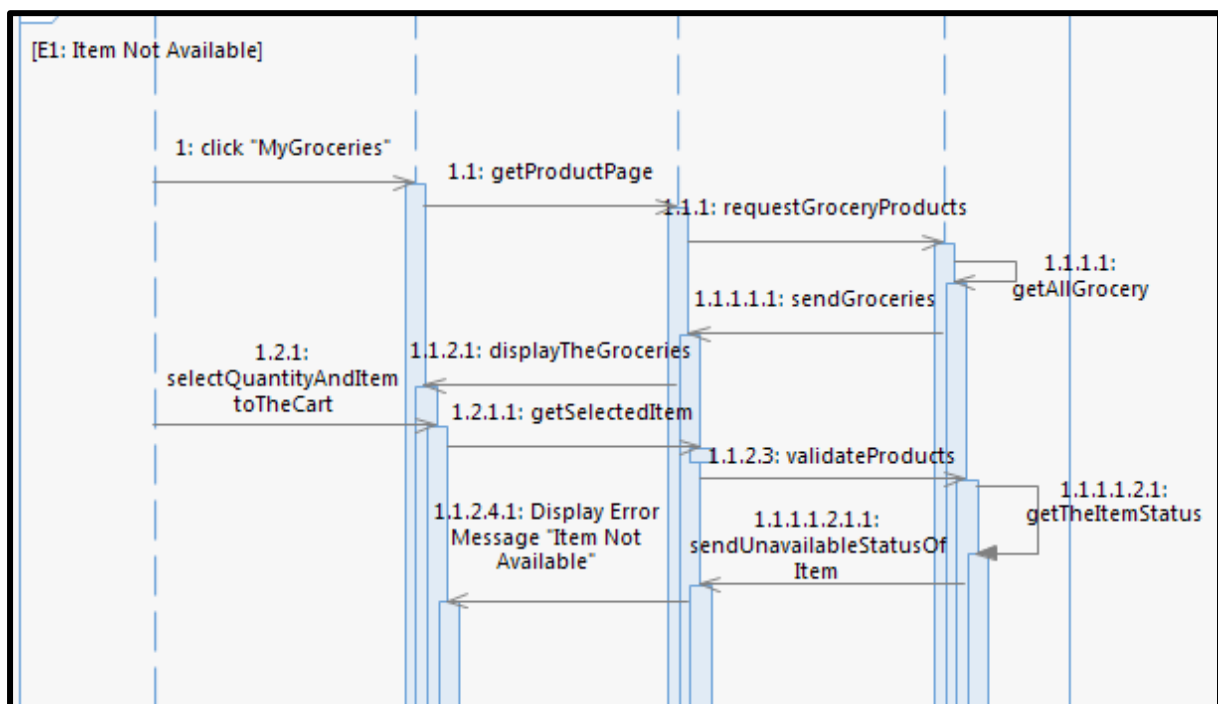 [E1: Item Not Available]
1: click "MyGroceries"
1.1: getProductPage
1.1.1: requestGroceryProducts
1.1.1.1:
getAllGrocery
1.1.1.1.1: sendGroceries
1.2.1:
selectQuantityAndItem
toTheCart
1.1.2.1: displayTheGroceries
1.2.1.1: getSelectedItem
1.1.2.3: validateProducts
1.1.1.1.2.1:
getTheItemStatus
1.1.2.4.1: Display Error
Message "Item Not
Available"
1.1.1.1.2.1.1:
sendUnavailableStatusOf
Item